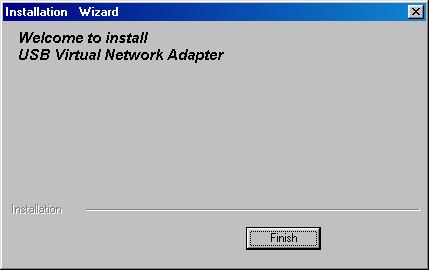 Installation Wizard
Welcome to install
USB Virtual Network Adapter
Installation
Finish